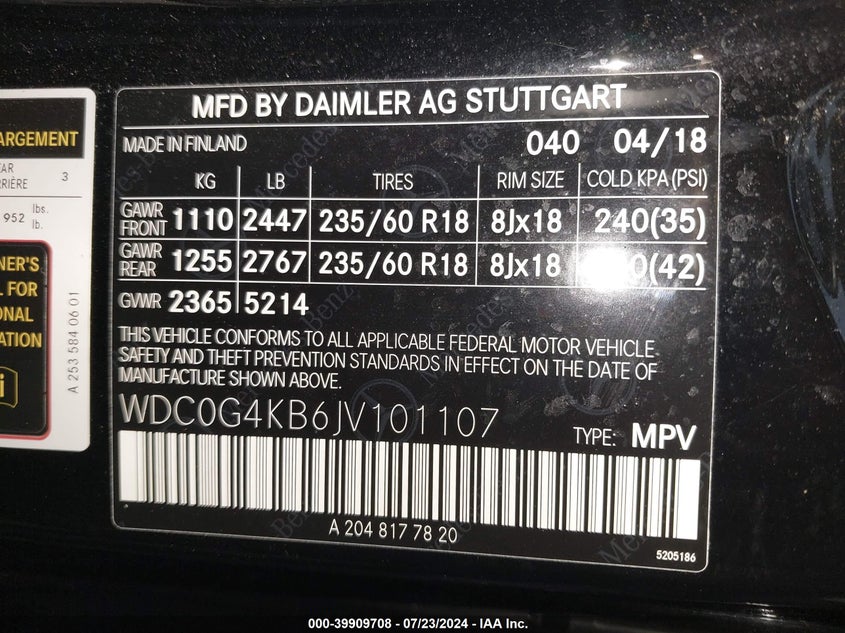 ARGEMENT
EAR
RRIÈRE 3
952 lbs.
lb.
NER'S
L FOR
ONAL
ATION
i
A 253 584 06 01
MFD BY DAIMLER AG STUTTGART
MADE IN FINLAND 040 04/18
KG LB TIRES RIM SIZE COLD KPA (PSI)
GAWR FRONT 1110 2447 235/60 R18 8Jx18 240(35)
GAWR REAR 1255 2767 235/60 R18 8Jx18 0(42)
GVWR 2365 5214
THIS VEHICLE CONFORMS TO ALL APPLICABLE FEDERAL MOTOR VEHICLE
SAFETY AND THEFT PREVENTION STANDARDS IN EFFECT ON THE DATE OF
MANUFACTURE SHOWN ABOVE.
WDC0G4KB6JV101107 TYPE: MPV
A 204 817 78 20
5205186
000-39909708 - 07/23/2024 - IAA Inc.